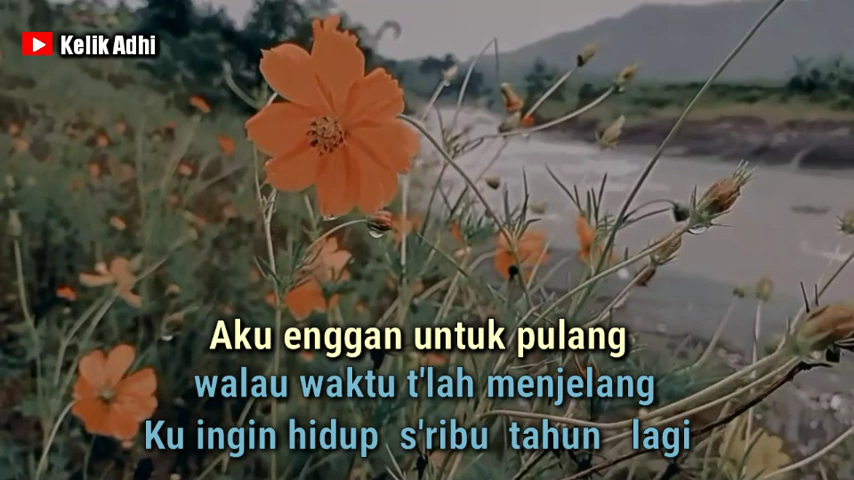 Kelik Adhi
Aku enggan untuk pulang
walau waktu t'lah menjelang
Ku ingin hidup s'ribu tahun lagi